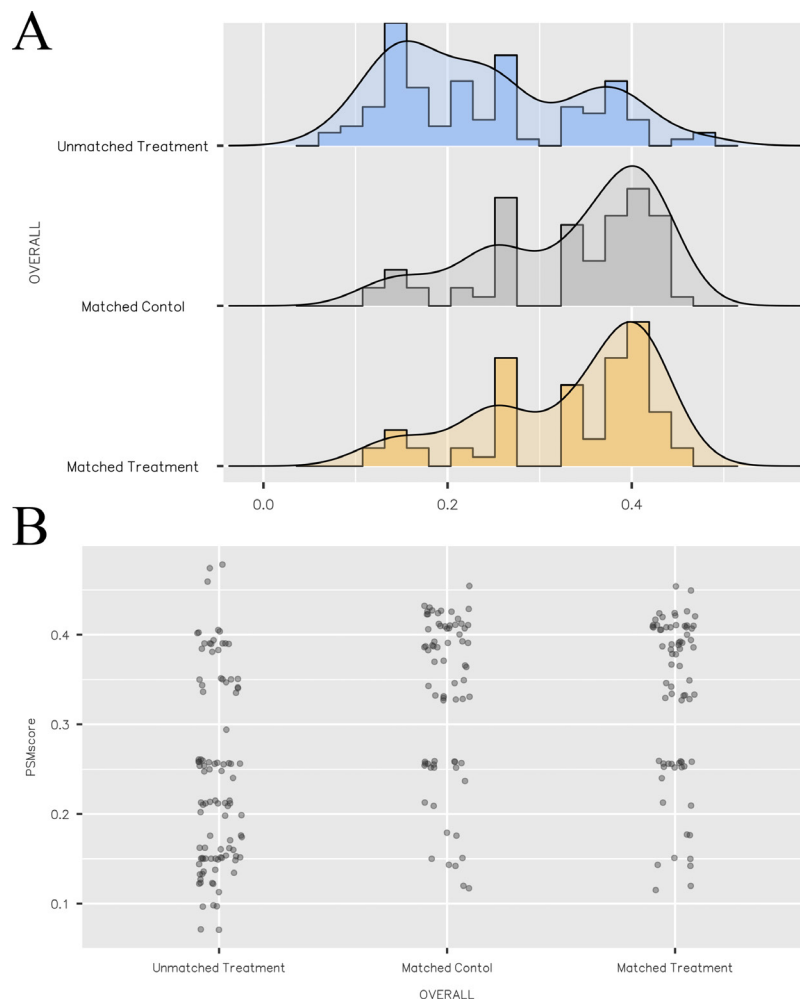 A
Unmatched Treatment
OVERALL
Matched Contol
Matched Treatment
0.0
0.2
0.4
B
0.4
0.3
0.2
0.1
PSMscore
Unmatched Treatment
Matched Contol
Matched Treatment
OVERALL